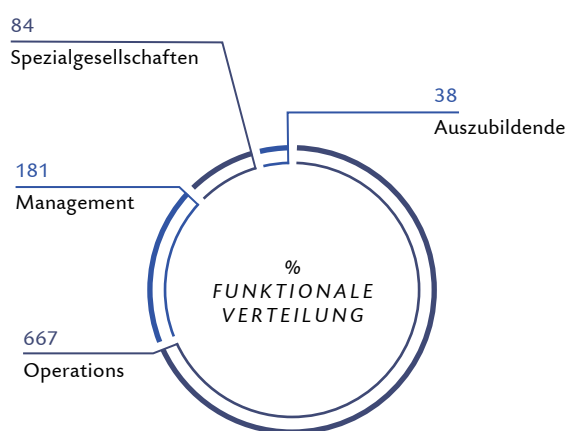 84
Spezialgesellschaften
38
Auszubildende
181
Management
%
FUNKTIONALE
VERTEILUNG
667
Operations